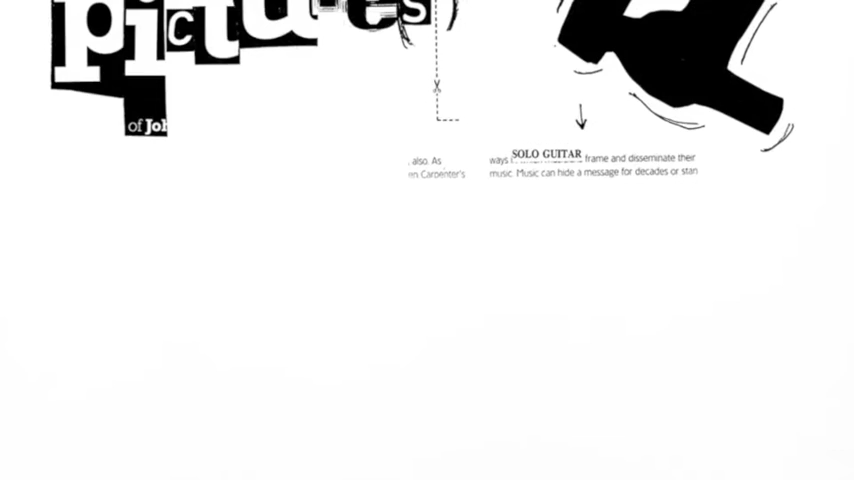 pictures)
of Joh
SOLO GUITAR
also. As
Carpenter's
ways
frame and disseminate their
music. Music can hide a message for decades or stan